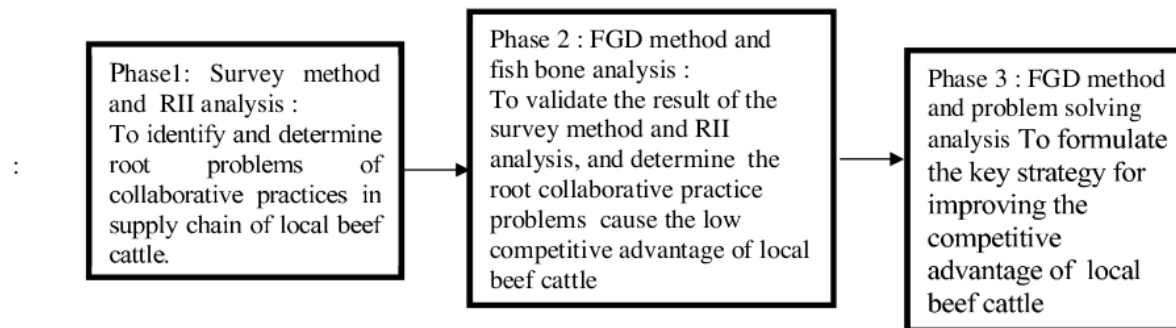 :
Phase1: Survey method
and RII analysis :
To identify and determine
root problems of
collaborative practices in
supply chain of local beef
cattle.
Phase 2 : FGD method and
fish bone analysis :
To validate the result of the
survey method and RII
analysis, and determine the
root collaborative practice
problems cause the low
competitive advantage of local
beef cattle
Phase 3 : FGD method
and problem solving
analysis To formulate
the key strategy for
improving the
competitive
advantage of local
beef cattle